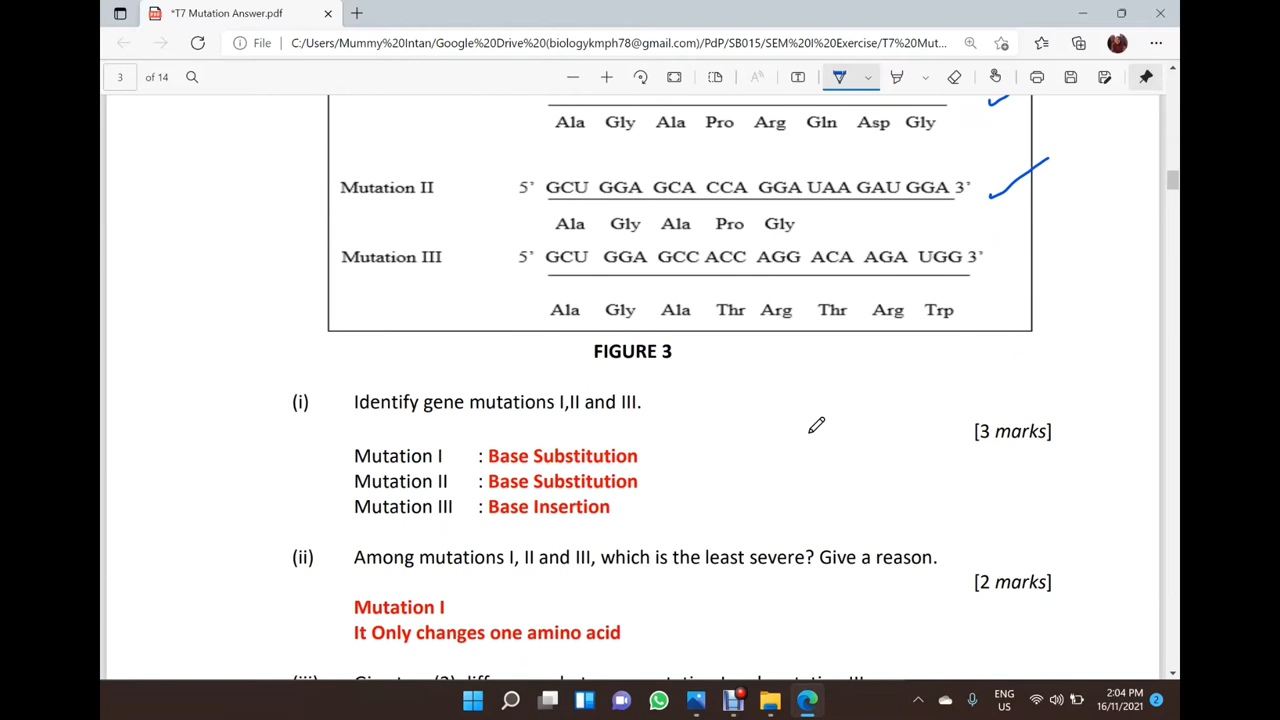 *T7 Mutation Answer.pdf
File C:/Users/Mummy%20Intan/Google%20Drive%20(biologykmph78@gmail.com)/PdP/SB015/SEM%20I%20Exercise/T7%20Mut...
3 of 14
Ala Gly Ala Pro Arg Gln Asp Gly
Mutation II 5' GCU GGA GCA CCA GGA UAA GAU GGA 3'
Ala Gly Ala Pro Gly
Mutation III 5' GCU GGA GCC ACC AGG ACA AGA UGG 3'
Ala Gly Ala Thr Arg Thr Arg Trp
FIGURE 3
(i) Identify gene mutations I,II and III.
[3 marks]
Mutation I : Base Substitution
Mutation II : Base Substitution
Mutation III : Base Insertion
(ii) Among mutations I, II and III, which is the least severe? Give a reason.
[2 marks]
Mutation I
It Only changes one amino acid
ENG
US
2:04 PM
16/11/2021
2